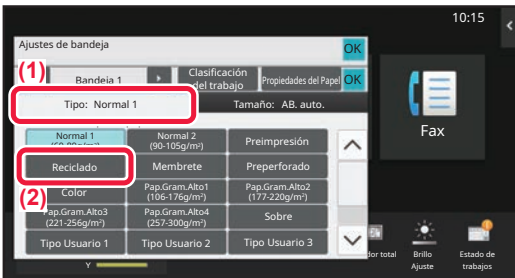 10:15
Ajustes de bandeja
OK
(1)
Bandeja 1
Clasificación
del trabajo
Propiedades del Papel
OK
Tipo: Normal 1
Tamaño: AB. auto.
Normal 1
(60-89g/m²)
Normal 2
(90-105g/m²)
Preimpresión
Reciclado
Membrete
Preperforado
(2)
Color
Pap.Gram.Alto1
(106-176g/m²)
Pap.Gram.Alto2
(177-220g/m²)
Pap.Gram.Alto3
(221-256g/m²)
Pap.Gram.Alto4
(257-300g/m²)
Sobre
Tipo Usuario 1
Tipo Usuario 2
Tipo Usuario 3
Fax
total
Brillo
Ajuste
Estado de
trabajos
Y